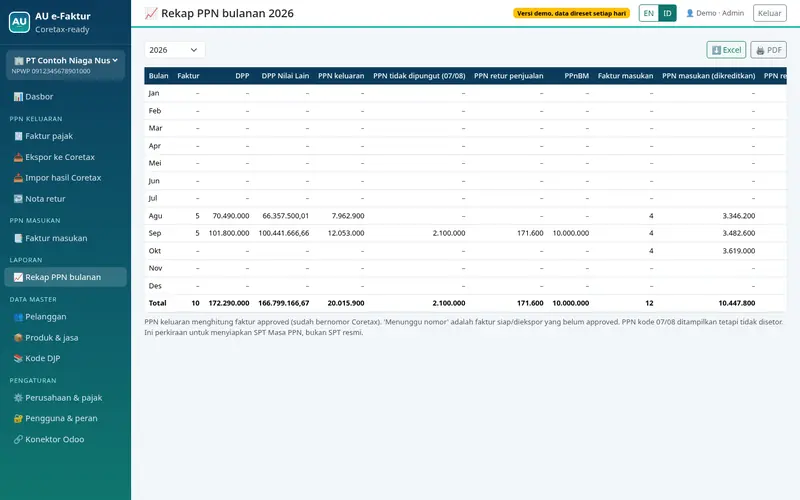 AU
AU e-Faktur
Coretax-ready
PT Contoh Niaga Nus
NPWP 0912345678901000
Dasbor
PPN KELUARAN
Faktur pajak
Ekspor ke Coretax
Impor hasil Coretax
Nota retur
PPN MASUKAN
Faktur masukan
LAPORAN
Rekap PPN bulanan
DATA MASTER
Pelanggan
Produk & jasa
Kode DJP
PENGATURAN
Perusahaan & pajak
Pengguna & peran
Konektor Odoo
Rekap PPN bulanan 2026
Versi demo, data direset setiap hari
EN ID
Demo · Admin
Keluar
2026
Excel
PDF
Bulan Faktur DPP DPP Nilai Lain PPN keluaran PPN tidak dipungut (07/08) PPN retur penjualan PPnBM Faktur masukan PPN masukan (dikreditkan) PPN re
Jan – – – – – – – – –
Feb – – – – – – – – –
Mar – – – – – – – – –
Apr – – – – – – – – –
Mei – – – – – – – – –
Jun – – – – – – – – –
Jul – – – – – – – – –
Agu 5 70.490.000 66.357.500,01 7.962.900 – – – 4 3.346.200
Sep 5 101.800.000 100.441.666,66 12.053.000 2.100.000 171.600 10.000.000 4 3.482.600
Okt – – – – – – – 4 3.619.000
Nov – – – – – – – – –
Des – – – – – – – – –
Total 10 172.290.000 166.799.166,67 20.015.900 2.100.000 171.600 10.000.000 12 10.447.800
PPN keluaran menghitung faktur approved (sudah bernomor Coretax). 'Menunggu nomor' adalah faktur siap/diekspor yang belum approved. PPN kode 07/08 ditampilkan tetapi tidak disetor.
Ini perkiraan untuk menyiapkan SPT Masa PPN, bukan SPT resmi.